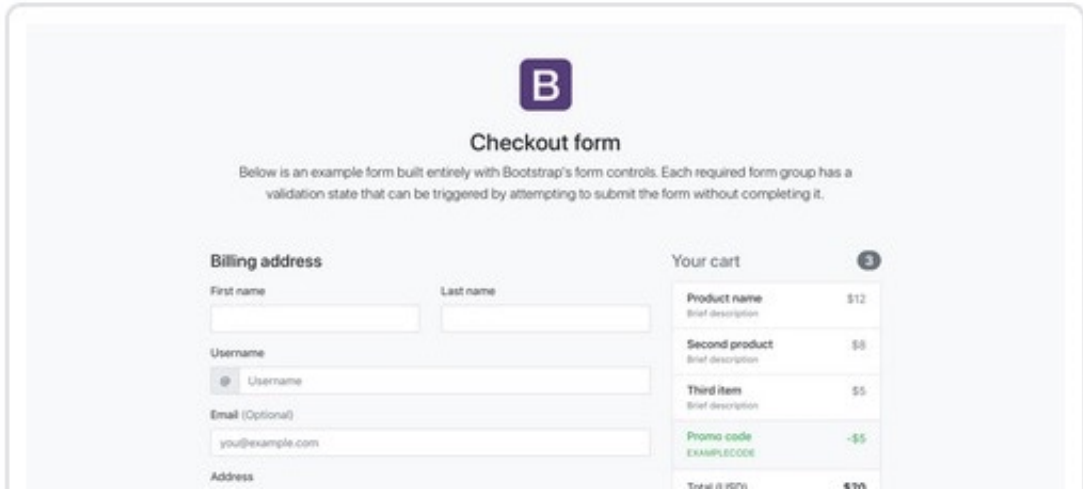 B
Checkout form
Below is an example form built entirely with Bootstrap's form controls. Each required form group has a
validation state that can be triggered by attempting to submit the form without completing it.
Billing address
First name
Last name
Username
@ Username
Email (Optional)
you@example.com
Address
Your cart 3
Product name $12
Brief description
Second product $8
Brief description
Third item $5
Brief description
Promo code -$5
EXAMPLECODE
Total (USD) $20